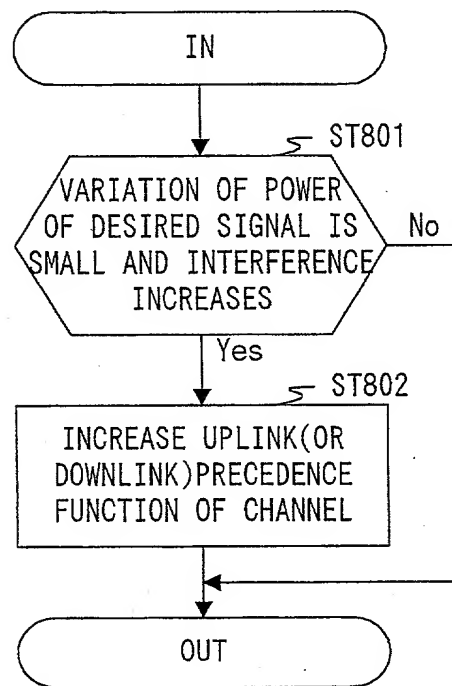 IN
ST801
VARIATION OF POWER
OF DESIRED SIGNAL IS
SMALL AND INTERFERENCE
INCREASES
No
Yes
ST802
INCREASE UPLINK(OR
DOWNLINK)PRECEDENCE
FUNCTION OF CHANNEL
OUT